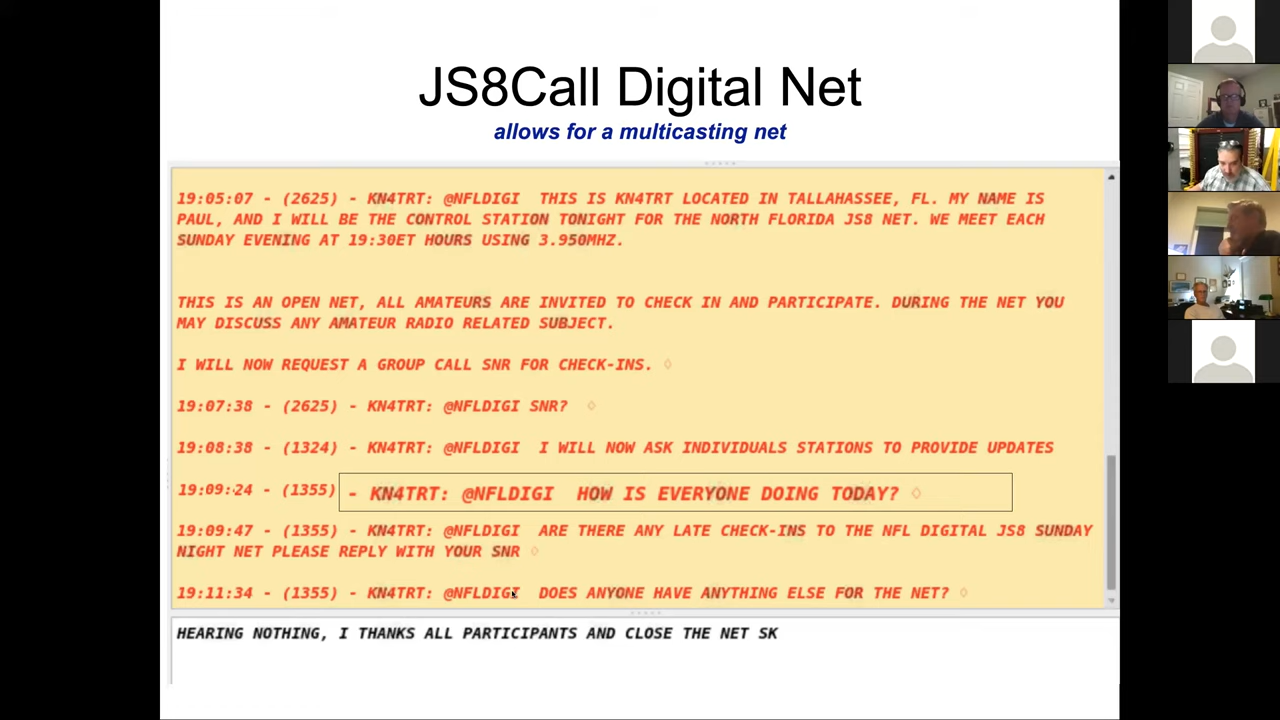 JS8Call Digital Net
allows for a multicasting net
19:05:07 - (2625) - KN4TRT: @NFLDIGI THIS IS KN4TRT LOCATED IN TALLAHASSEE, FL. MY NAME IS
PAUL, AND I WILL BE THE CONTROL STATION TONIGHT FOR THE NORTH FLORIDA JS8 NET. WE MEET EACH
SUNDAY EVENING AT 19:30ET HOURS USING 3.950MHZ.
THIS IS AN OPEN NET, ALL AMATEURS ARE INVITED TO CHECK IN AND PARTICIPATE. DURING THE NET YOU
MAY DISCUSS ANY AMATEUR RADIO RELATED SUBJECT.
I WILL NOW REQUEST A GROUP CALL SNR FOR CHECK-INS. ♢
19:07:38 - (2625) - KN4TRT: @NFLDIGI SNR? ♢
19:08:38 - (1324) - KN4TRT: @NFLDIGI I WILL NOW ASK INDIVIDUALS STATIONS TO PROVIDE UPDATES
19:09:24 - (1355) - KN4TRT: @NFLDIGI HOW IS EVERYONE DOING TODAY? ♢
19:09:47 - (1355) - KN4TRT: @NFLDIGI ARE THERE ANY LATE CHECK-INS TO THE NFL DIGITAL JS8 SUNDAY
NIGHT NET PLEASE REPLY WITH YOUR SNR ♢
19:11:34 - (1355) - KN4TRT: @NFLDIGI DOES ANYONE HAVE ANYTHING ELSE FOR THE NET? ♢
HEARING NOTHING, I THANKS ALL PARTICIPANTS AND CLOSE THE NET SK